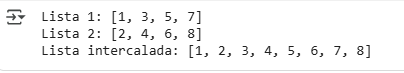 Lista 1: [1, 3, 5, 7]
Lista 2: [2, 4, 6, 8]
Lista intercalada: [1, 2, 3, 4, 5, 6, 7, 8]